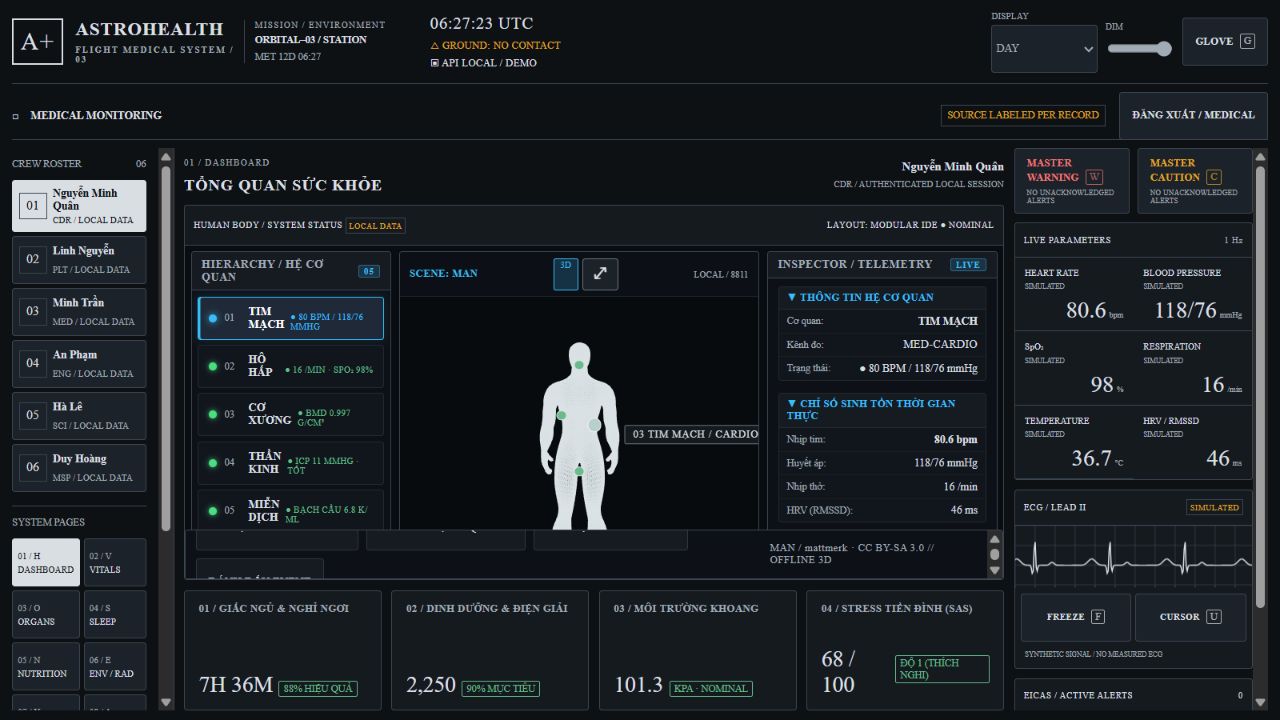 A+
ASTROHEALTH
FLIGHT MEDICAL SYSTEM /
03
MISSION / ENVIRONMENT
ORBITAL-03 / STATION
MET 12D 06:27
06:27:23 UTC
⚠ GROUND: NO CONTACT
▣ API LOCAL / DEMO
DISPLAY
DAY
DIM
GLOVE G
MEDICAL MONITORING
SOURCE LABELED PER RECORD
ĐĂNG XUẤT / MEDICAL
CREW ROSTER 06
01 Nguyễn Minh
Quân
CDR / LOCAL DATA
02 Linh Nguyễn
PLT / LOCAL DATA
03 Minh Trần
MED / LOCAL DATA
04 An Phạm
ENG / LOCAL DATA
05 Hà Lê
SCI / LOCAL DATA
06 Duy Hoàng
MSP / LOCAL DATA
SYSTEM PAGES
01 / H
DASHBOARD
02 / V
VITALS
03 / O
ORGANS
04 / S
SLEEP
05 / N
NUTRITION
06 / E
ENV / RAD
01 / DASHBOARD
TỔNG QUAN SỨC KHỎE
Nguyễn Minh Quân
CDR / AUTHENTICATED LOCAL SESSION
HUMAN BODY / SYSTEM STATUS LOCAL DATA
LAYOUT: MODULAR IDE ● NOMINAL
HIERARCHY / HỆ CƠ
QUAN
05
01 TIM
MẠCH
● 80 BPM / 118/76
MMHG
02 HÔ
HẤP
● 16 /MIN · SPO₂ 98%
03 CƠ
XƯƠNG
● BMD 0.997
G/CM²
04 THẦN
KINH
● ICP 11 MMHG ·
TỐT
05 MIỄN
DỊCH
● BẠCH CẦU 6.8 K/
ML
SCENE: MAN
3D
LOCAL / 8811
03 TIM MẠCH / CARDIO
INSPECTOR / TELEMETRY LIVE
▼ THÔNG TIN HỆ CƠ QUAN
Cơ quan: TIM MẠCH
Kênh đo: MED-CARDIO
Trạng thái: ● 80 BPM / 118/76 mmHg
▼ CHỈ SỐ SINH TỒN THỜI GIAN
THỰC
Nhịp tim: 80.6 bpm
Huyết áp: 118/76 mmHg
Nhịp thở: 16 /min
HRV (RMSSD): 46 ms
MAN / mattmerk · CC BY-SA 3.0 //
OFFLINE 3D
01 / GIẤC NGỦ & NGHỈ NGƠI
7H 36M 88% HIỆU QUẢ
02 / DINH DƯỠNG & ĐIỆN GIẢI
2,250 90% MỤC TIÊU
03 / MÔI TRƯỜNG KHOANG
101.3 KPA · NOMINAL
04 / STRESS TIỀN ĐÌNH (SAS)
68 /
100
ĐỘ 1 (THÍCH
NGHI)
MASTER
WARNING W
NO UNACKNOWLEDGED
ALERTS
MASTER
CAUTION C
NO UNACKNOWLEDGED
ALERTS
LIVE PARAMETERS 1 Hz
HEART RATE
SIMULATED
80.6 bpm
BLOOD PRESSURE
SIMULATED
118/76 mmHg
SpO₂
SIMULATED
98 %
RESPIRATION
SIMULATED
16 /min
TEMPERATURE
SIMULATED
36.7 °C
HRV / RMSSD
SIMULATED
46 ms
ECG / LEAD II SIMULATED
FREEZE F
CURSOR U
SYNTHETIC SIGNAL / NO MEASURED ECG
EICAS / ACTIVE ALERTS 0